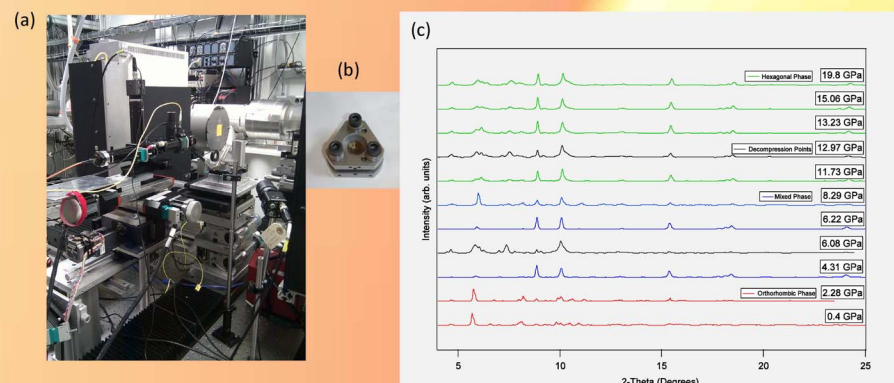 (a)
(b)
(c)
Hexagonal Phase
19.8 GPa
15.06 GPa
13.23 GPa
Decompression Points
12.97 GPa
11.73 GPa
Mixed Phase
8.29 GPa
6.22 GPa
6.08 GPa
4.31 GPa
Orthorhombic Phase
2.28 GPa
0.4 GPa
Intensity (arb. units)
5
10
15
20
25
2-Theta (Degrees)